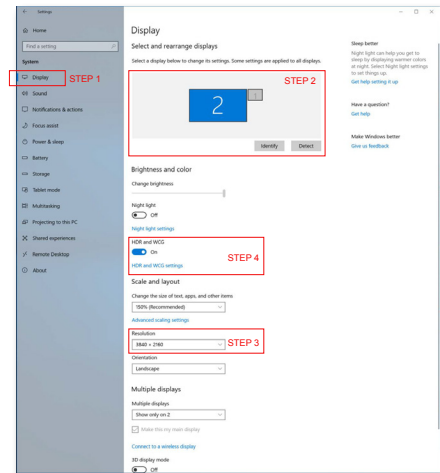 Settings
Home
Find a setting
System
Display
STEP 1
Sound
Notifications & actions
Focus assist
Power & sleep
Battery
Storage
Tablet mode
Multitasking
Projecting to this PC
Shared experiences
Remote Desktop
About
Display
Select and rearrange displays
Select a display below to change its settings. Some settings are applied to all displays.
STEP 2
2
1
Identify
Detect
Brightness and color
Change brightness
Night light
Off
Night light settings
HDR and WCG
On
STEP 4
HDR and WCG settings
Scale and layout
Change the size of text, apps, and other items
150% (Recommended)
Advanced scaling settings
Resolution
3840 × 2160
STEP 3
Orientation
Landscape
Multiple displays
Multiple displays
Show only on 2
Make this my main display
Connect to a wireless display
3D display mode
Off
Sleep better
Night light can help you get to
sleep by displaying warmer colors
at night. Select Night light settings
to set things up.
Get help setting it up
Have a question?
Get help
Make Windows better
Give us feedback